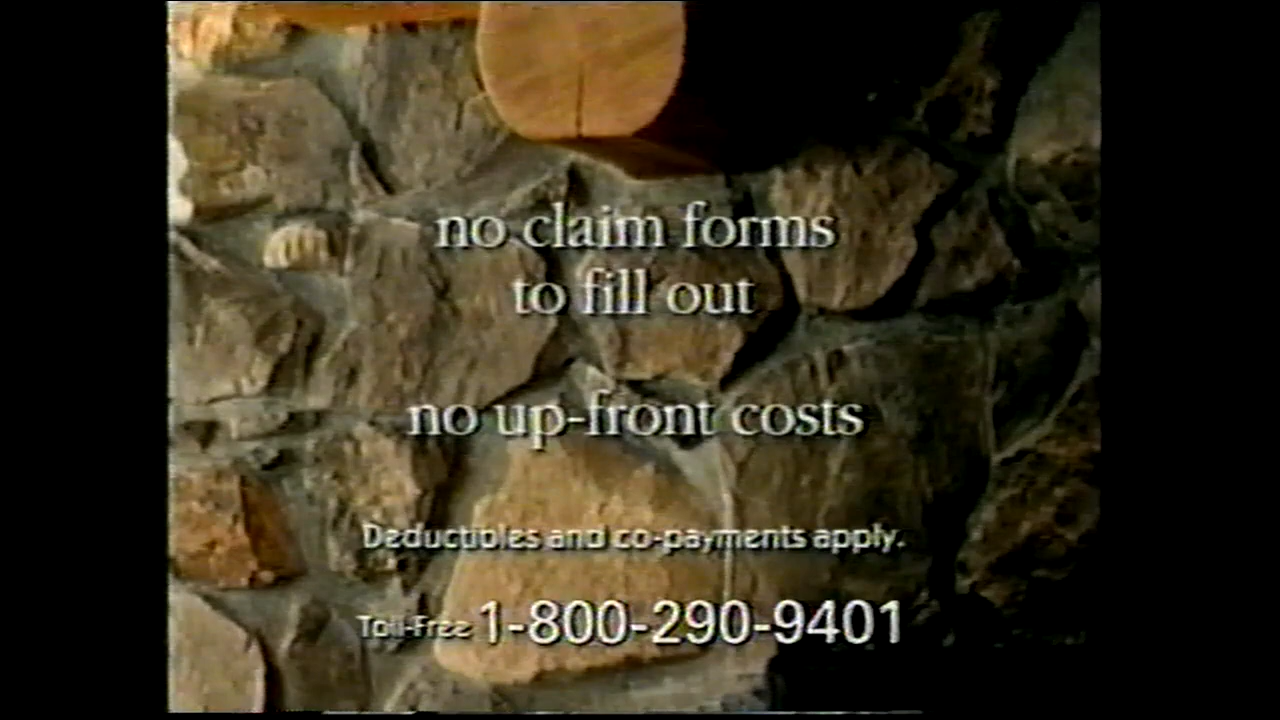 no claim forms
to fill out
no up-front costs
Deductibles and co-payments apply.
Toll-Free 1-800-290-9401